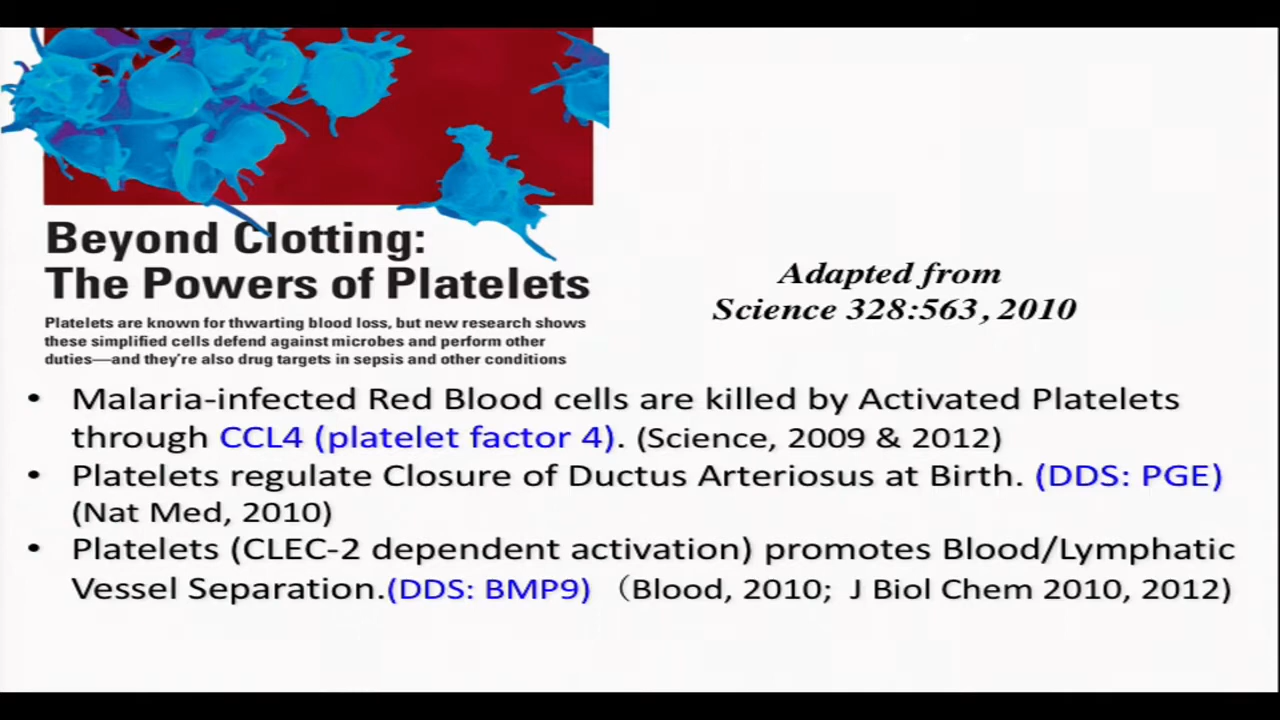 Beyond Clotting:
The Powers of Platelets
Platelets are known for thwarting blood loss, but new research shows
these simplified cells defend against microbes and perform other
duties—and they're also drug targets in sepsis and other conditions
Adapted from
Science 328:563, 2010
• Malaria-infected Red Blood cells are killed by Activated Platelets
through CCL4 (platelet factor 4). (Science, 2009 & 2012)
• Platelets regulate Closure of Ductus Arteriosus at Birth. (DDS: PGE)
(Nat Med, 2010)
• Platelets (CLEC-2 dependent activation) promotes Blood/Lymphatic
Vessel Separation.(DDS: BMP9) （Blood, 2010; J Biol Chem 2010, 2012)